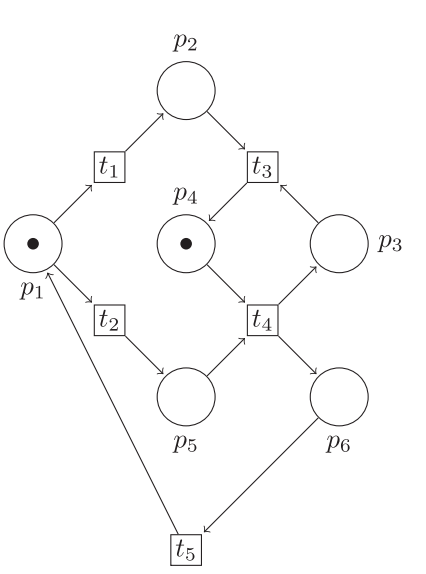 p₂
t₁
t₃
p₄
p₃
p₁
t₂
t₄
p₅
p₆
t₅